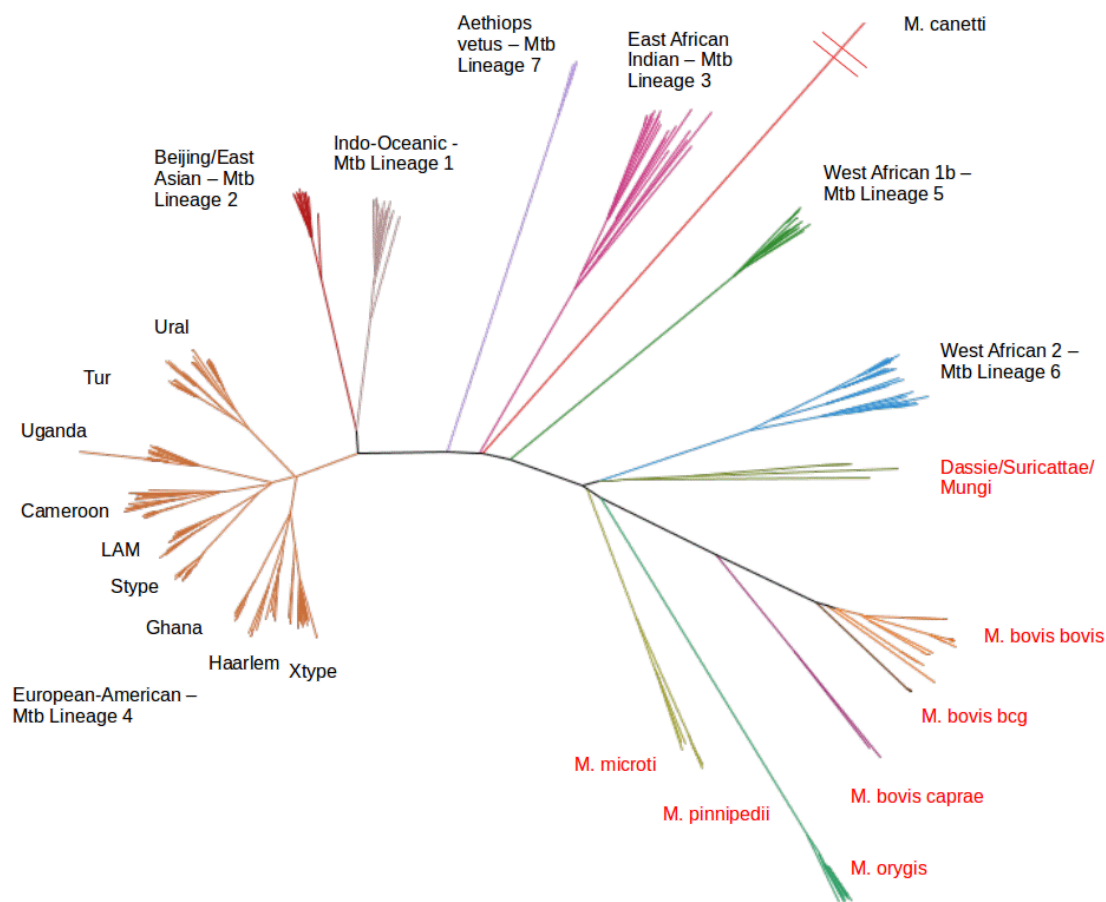 Aethiops
vetus – Mtb
Lineage 7
East African
Indian – Mtb
Lineage 3
M. canetti
Beijing/East
Asian – Mtb
Lineage 2
Indo-Oceanic -
Mtb Lineage 1
West African 1b –
Mtb Lineage 5
Ural
Tur
West African 2 –
Mtb Lineage 6
Uganda
Dassie/Suricattae/
Mungi
Cameroon
LAM
Stype
Ghana
Haarlem
Xtype
European-American –
Mtb Lineage 4
M. bovis bovis
M. bovis bcg
M. microti
M. bovis caprae
M. pinnipedii
M. orygis